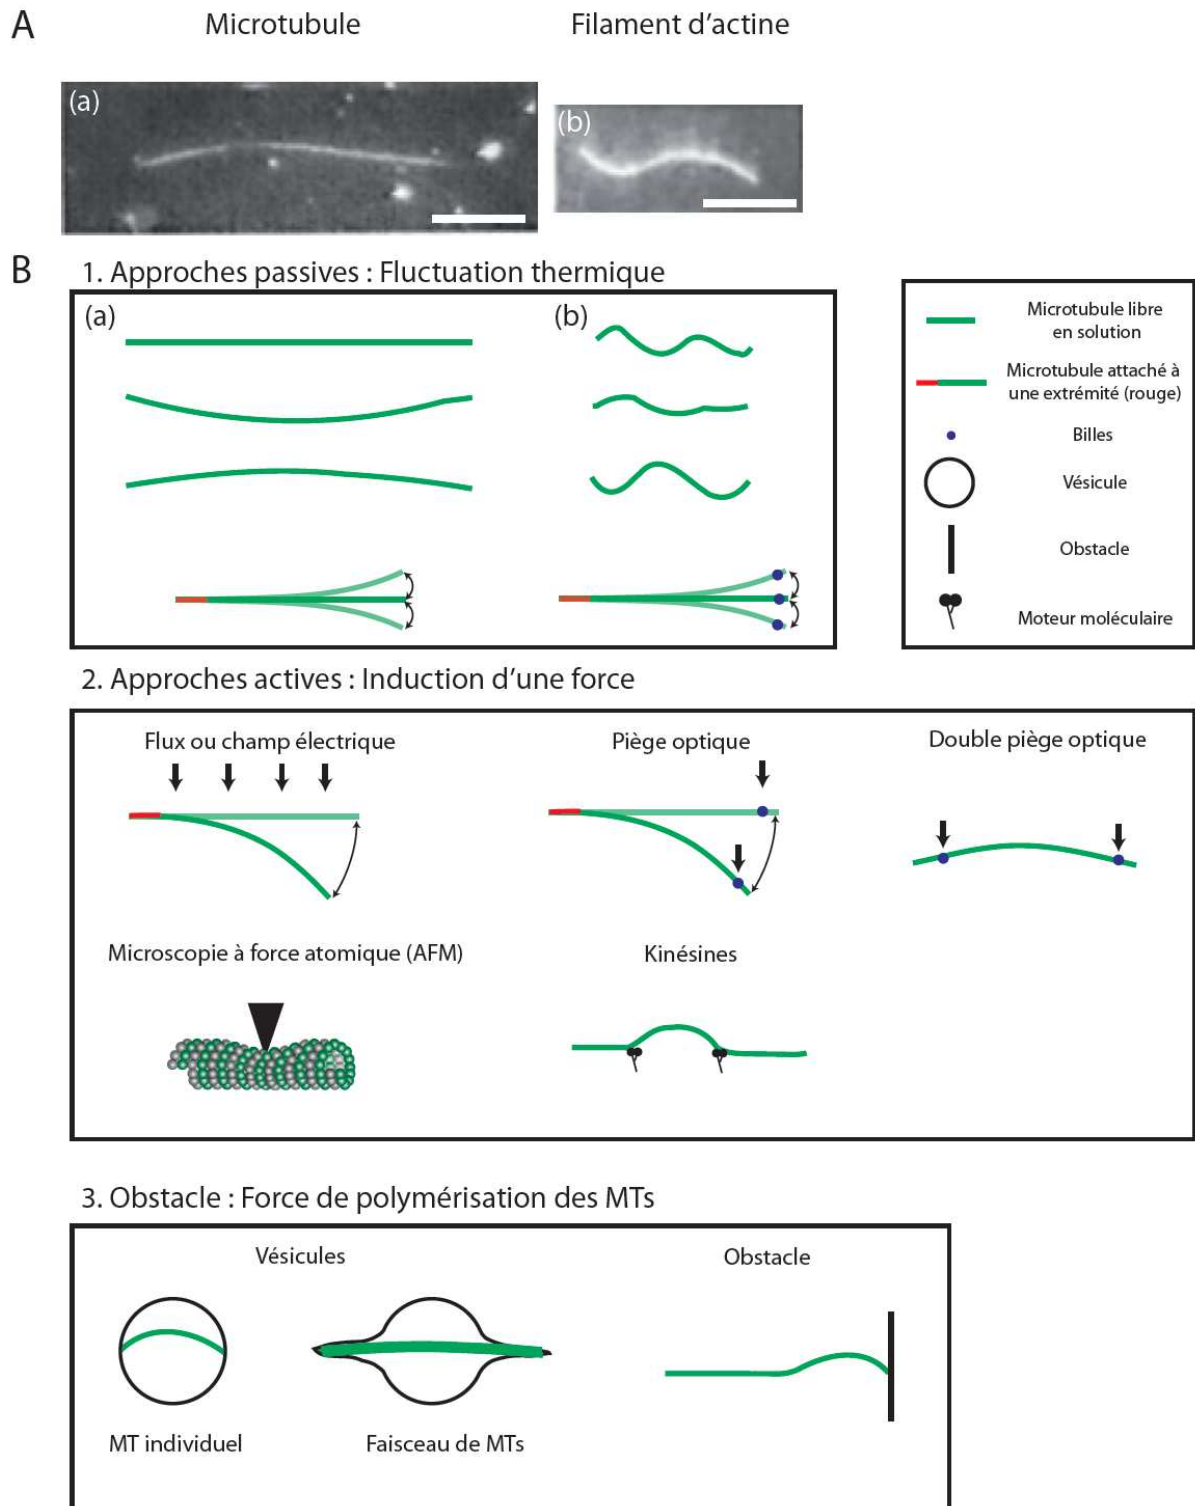 A
Microtubule
Filament d'actine
(a)
(b)
B
1. Approches passives : Fluctuation thermique
(a)
(b)
Microtubule libre
en solution
Microtubule attaché à
une extrémité (rouge)
Billes
Vésicule
Obstacle
Moteur moléculaire
2. Approches actives : Induction d'une force
Flux ou champ électrique
Piège optique
Double piège optique
Microscopie à force atomique (AFM)
Kinésines
3. Obstacle : Force de polymérisation des MTs
Vésicules
Obstacle
MT individuel
Faisceau de MTs